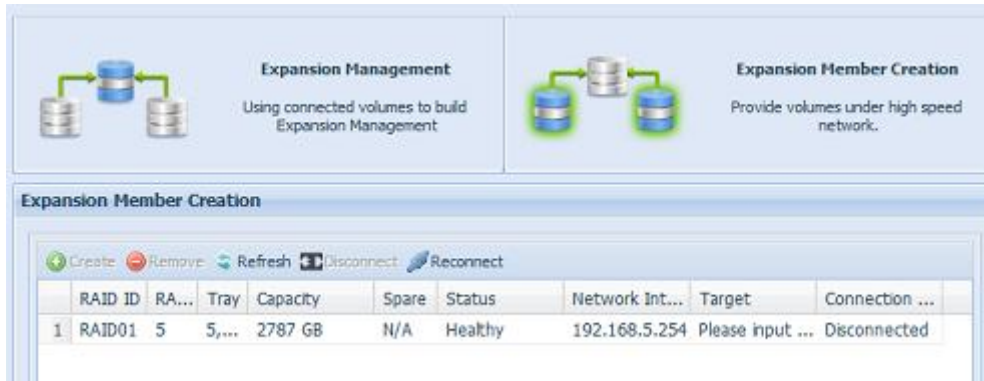 Expansion Management
Using connected volumes to build
Expansion Management
Expansion Member Creation
Provide volumes under high speed
network.
Expansion Member Creation
Create Remove Refresh Disconnect Reconnect
RAID ID RA... Tray Capacity Spare Status Network Int... Target Connection ...
1 RAID01 5 5,... 2787 GB N/A Healthy 192.168.5.254 Please input ... Disconnected